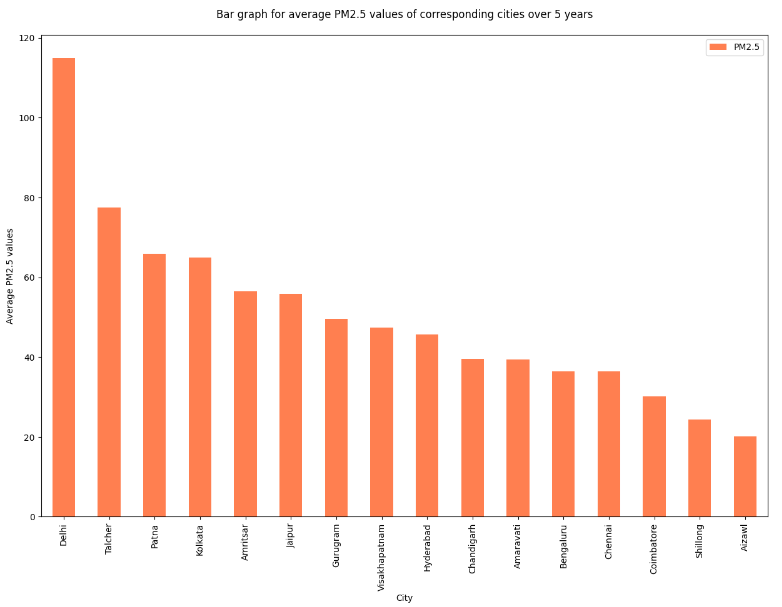 Bar graph for average PM2.5 values of corresponding cities over 5 years
PM2.5
120
100
80
60
40
20
0
Average PM2.5 values
Delhi
Talcher
Patna
Kolkata
Amritsar
Jaipur
Gurugram
Visakhapatnam
Hyderabad
Chandigarh
Amaravati
Bengaluru
Chennai
Coimbatore
Shillong
Aizawl
City